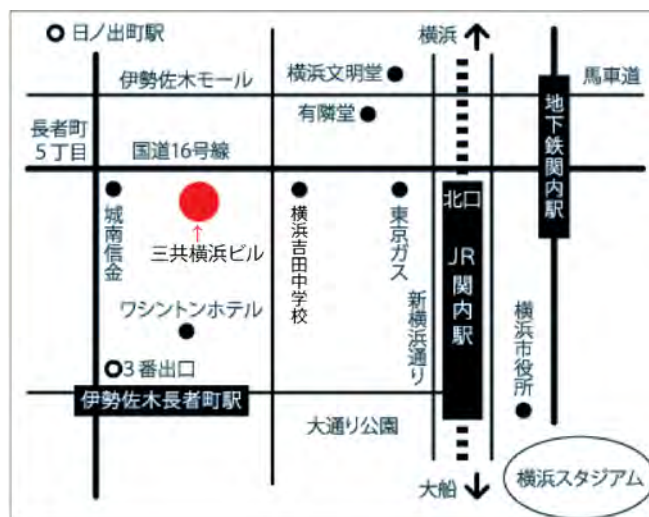 日ノ出町駅
横浜
伊勢佐木モール
横浜文明堂
馬車道
有隣堂
長者町
5丁目
国道16号線
地下鉄関内駅
城南信金
↑
三共横浜ビル
横浜吉田中学校
東京ガス
北口
JR関内駅
新横浜通り
横浜市役所
ワシントンホテル
3番出口
伊勢佐木長者町駅
大通り公園
大船
横浜スタジアム